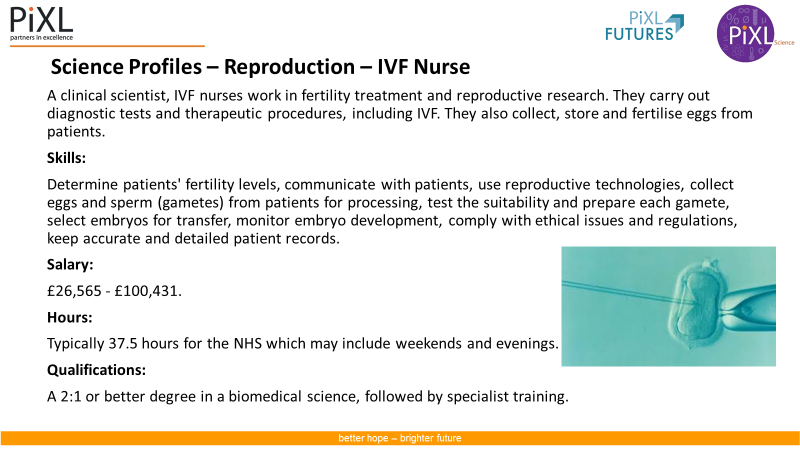 PiXL
partners in excellence
PiXL
FUTURES
PiXL
Science
Science Profiles – Reproduction – IVF Nurse
A clinical scientist, IVF nurses work in fertility treatment and reproductive research. They carry out
diagnostic tests and therapeutic procedures, including IVF. They also collect, store and fertilise eggs from
patients.
Skills:
Determine patients' fertility levels, communicate with patients, use reproductive technologies, collect
eggs and sperm (gametes) from patients for processing, test the suitability and prepare each gamete,
select embryos for transfer, monitor embryo development, comply with ethical issues and regulations,
keep accurate and detailed patient records.
Salary:
£26,565 - £100,431.
Hours:
Typically 37.5 hours for the NHS which may include weekends and evenings.
Qualifications:
A 2:1 or better degree in a biomedical science, followed by specialist training.
better hope – brighter future